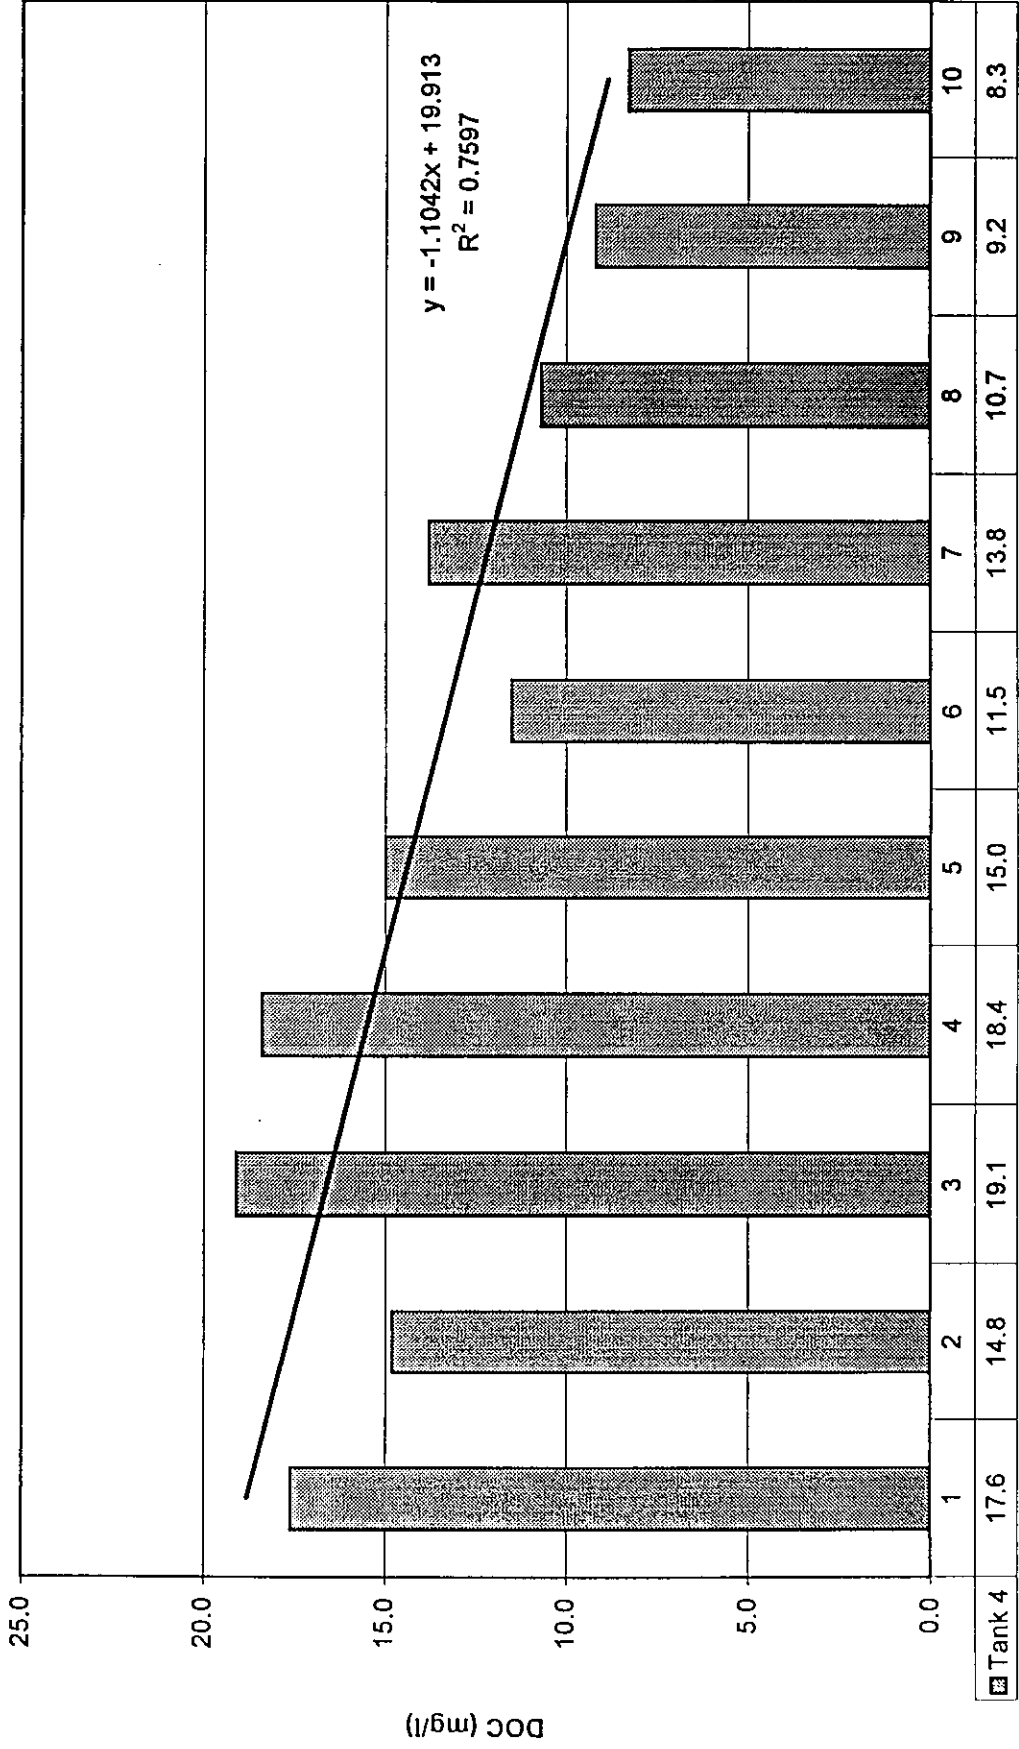 25.0
20.0
15.0
10.0
5.0
0.0
DOC (mg/l)
y = -1.1042x + 19.913
R² = 0.7597
1 2 3 4 5 6 7 8 9 10
Tank 4 17.6 14.8 19.1 18.4 15.0 11.5 13.8 10.7 9.2 8.3